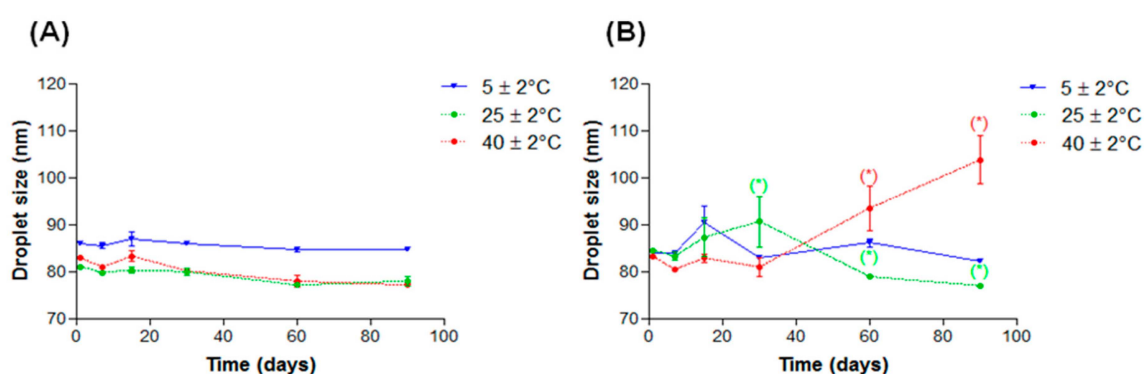 (A)
120
110
100
90
80
70
Droplet size (nm)
0 20 40 60 80 100
Time (days)
5 ± 2°C
25 ± 2°C
40 ± 2°C
(B)
120
110
100
90
80
70
Droplet size (nm)
0 20 40 60 80 100
Time (days)
(*)
(*)
(*)
(*)
(*)
5 ± 2°C
25 ± 2°C
40 ± 2°C